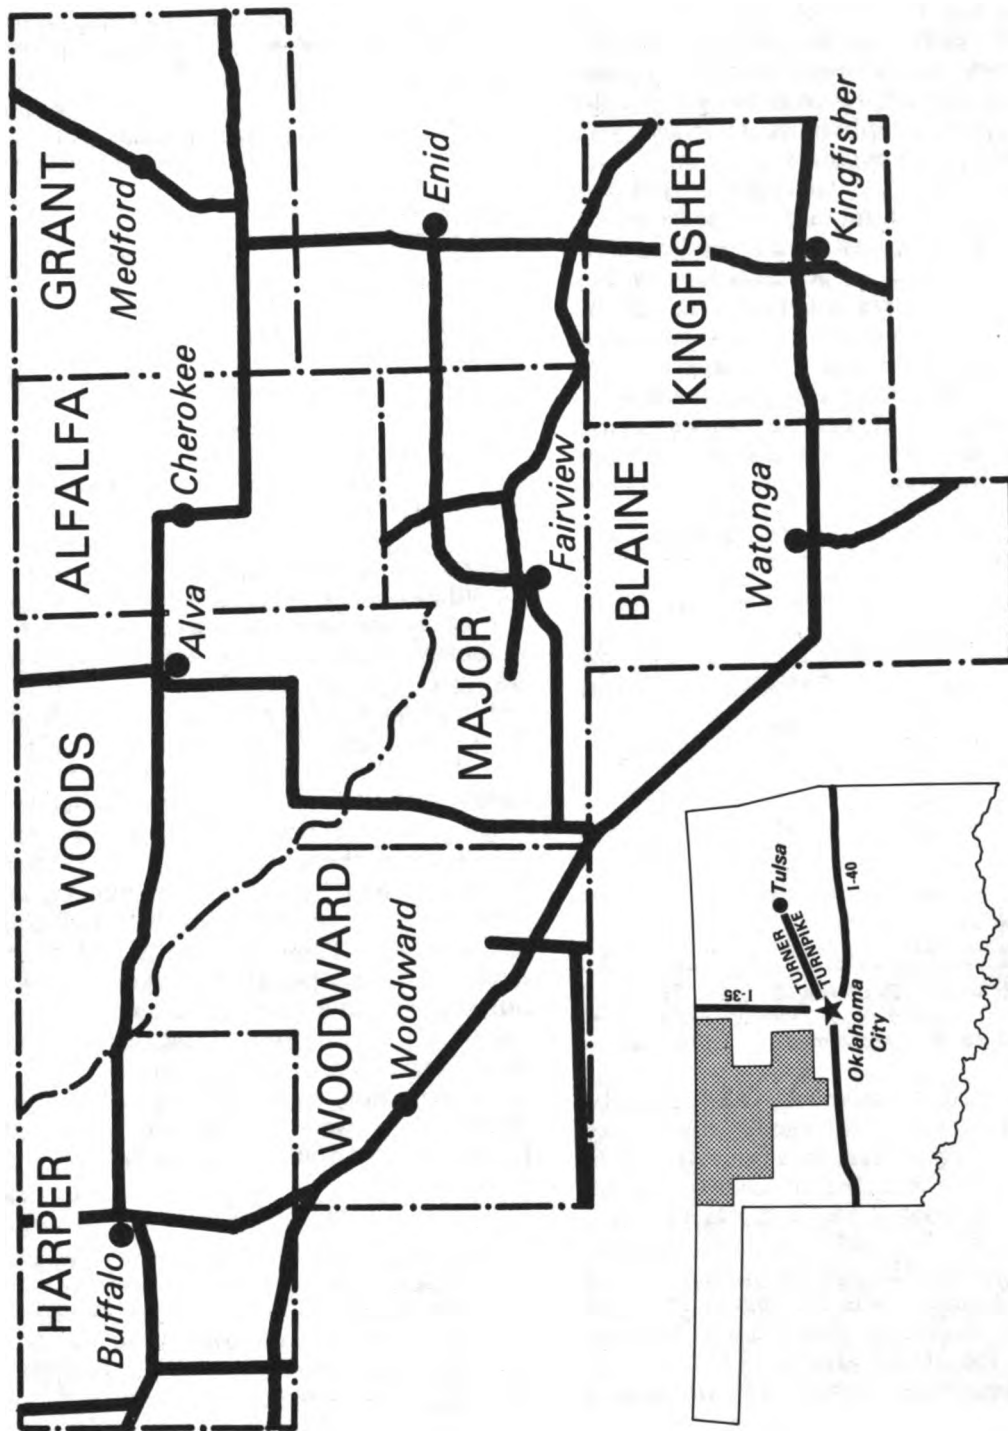 HARPER
Buffalo
WOODS
Alva
ALFALFA
Cherokee
GRANT
Medford
WOODWARD
Woodward
MAJOR
Fairview
Enid
BLAINE
Watonga
KINGFISHER
Kingfisher
I-35
TURNER
TURNPIKE
Tulsa
Oklahoma
City
I-40